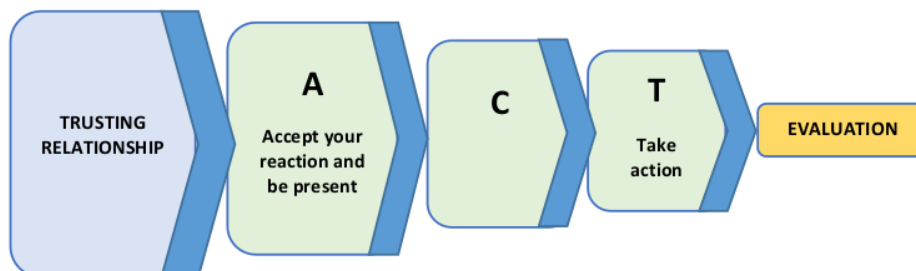 TRUSTING
RELATIONSHIP
A
Accept your
reaction and
be present
C
T
Take
action
EVALUATION